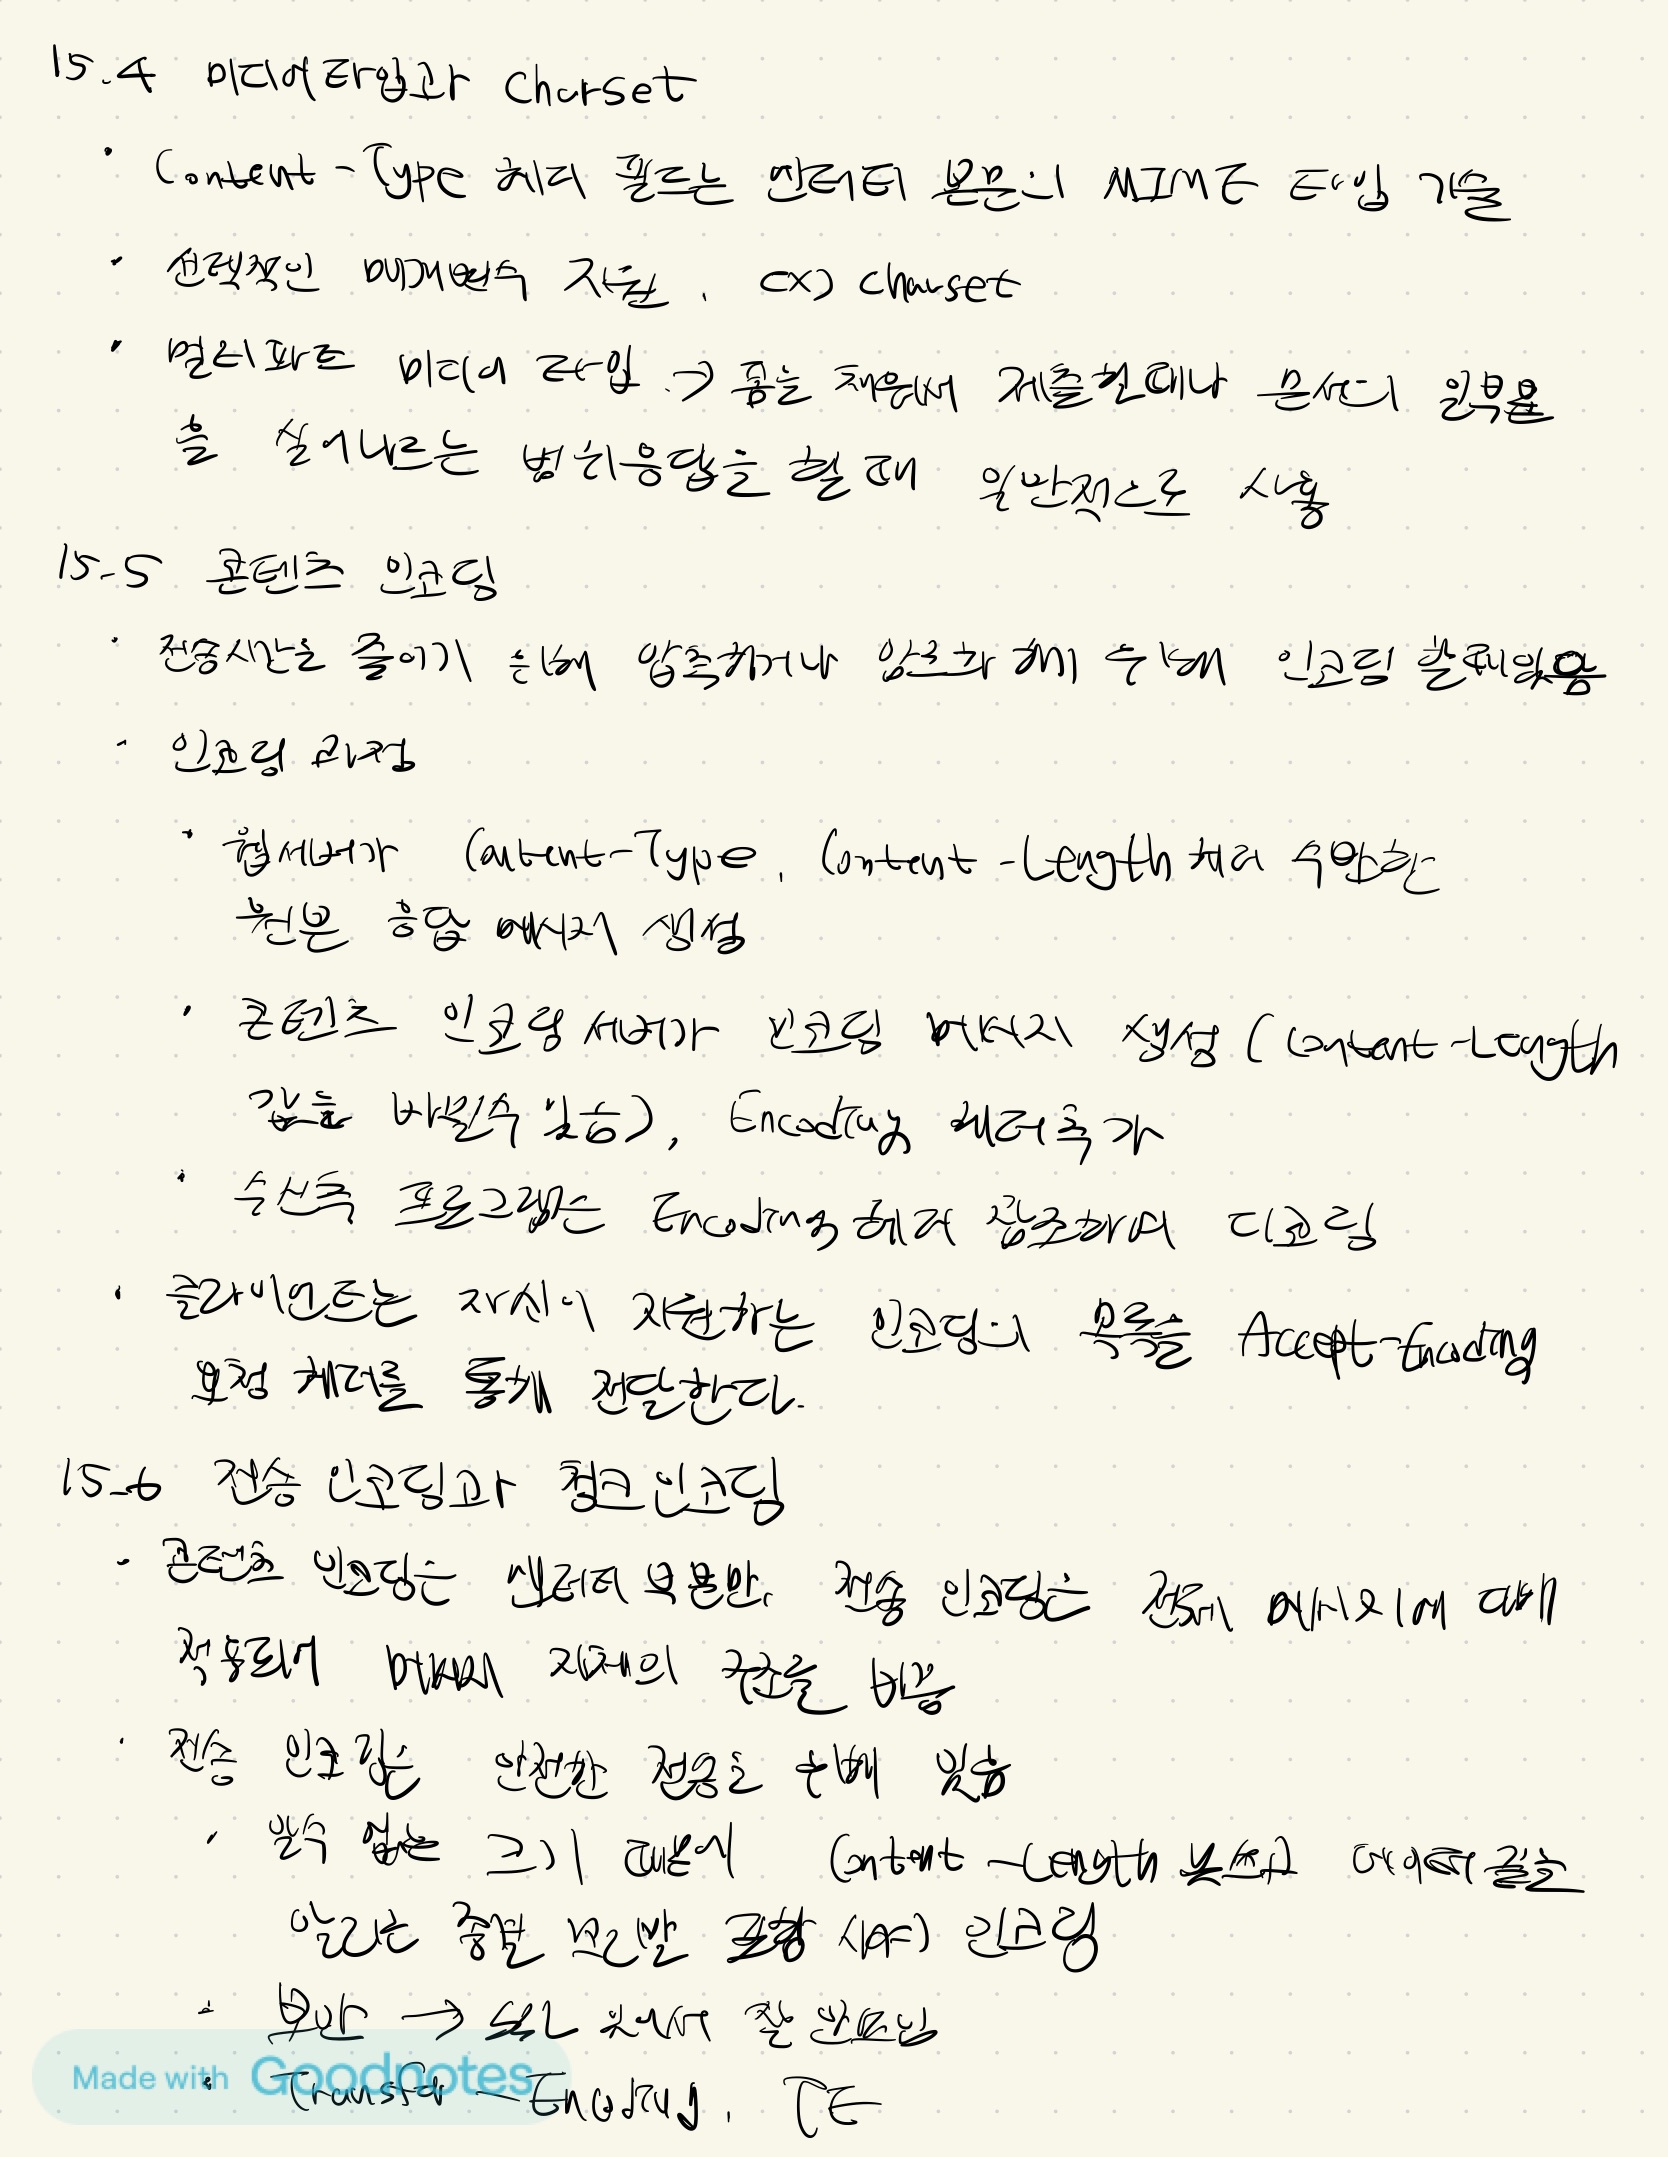 15.4 미디어 타입과 Charset
· Content-Type 헤더 필드는 엔터티 본문의 MIME 타입 기술
· 선택적인 매개변수 지원. ex) charset
· 멀티파트 미디어 타입 → 폼을 채워서 제출할때나 문서의 일부분
을 실어나르는 범위응답을 할 때 일반적으로 사용
15-5 콘텐츠 인코딩
· 전송시간을 줄이기 위해 압축하거나 암호화 하기 위해 인코딩 할때있음
· 인코딩 과정
· 웹서버가 Content-Type, Content-Length 헤더 수반한
원본 응답 메시지 생성
· 콘텐츠 인코딩 서버가 인코딩 메시지 생성 (Content-Length
값은 바뀔수 있음), Encoding 헤더 추가
· 수신측 프로그램은 Encoding 헤더 참조하여 디코딩
· 클라이언트는 자신이 지원하는 인코딩의 목록을 Accept-Encoding
요청 헤더를 통해 전달한다.
15-6 전송 인코딩과 청크 인코딩
· 콘텐츠 인코딩은 엔터티 부분만, 전송 인코딩은 전체 메시지에 대해
적용되어 메시지 자체의 구조를 바꿈
· 전송 인코딩은 안전한 전송을 위해 있음
· 알수 없는 크기 때문에 Content-Length 못쓰고 데이터 끝을
알리는 종결 포함 시켜 인코딩
· 보안 → SSL 있어서 잘 안쓰임
· Transfer-Encoding, TE
Made with Goodnotes